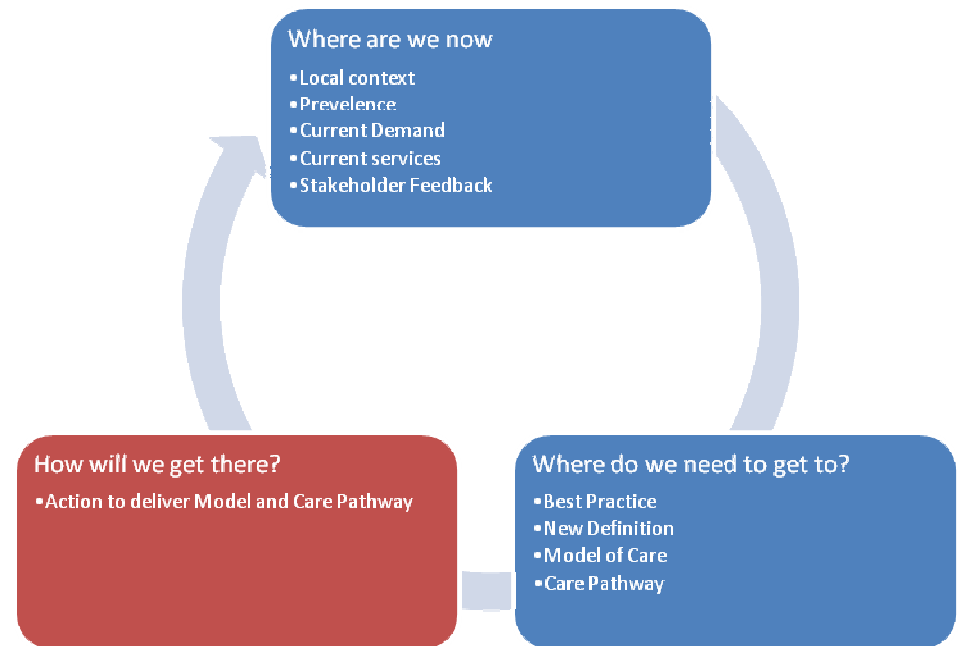 Where are we now
•Local context
•Prevelence
•Current Demand
•Current services
•Stakeholder Feedback
How will we get there?
•Action to deliver Model and Care Pathway
Where do we need to get to?
•Best Practice
•New Definition
•Model of Care
•Care Pathway